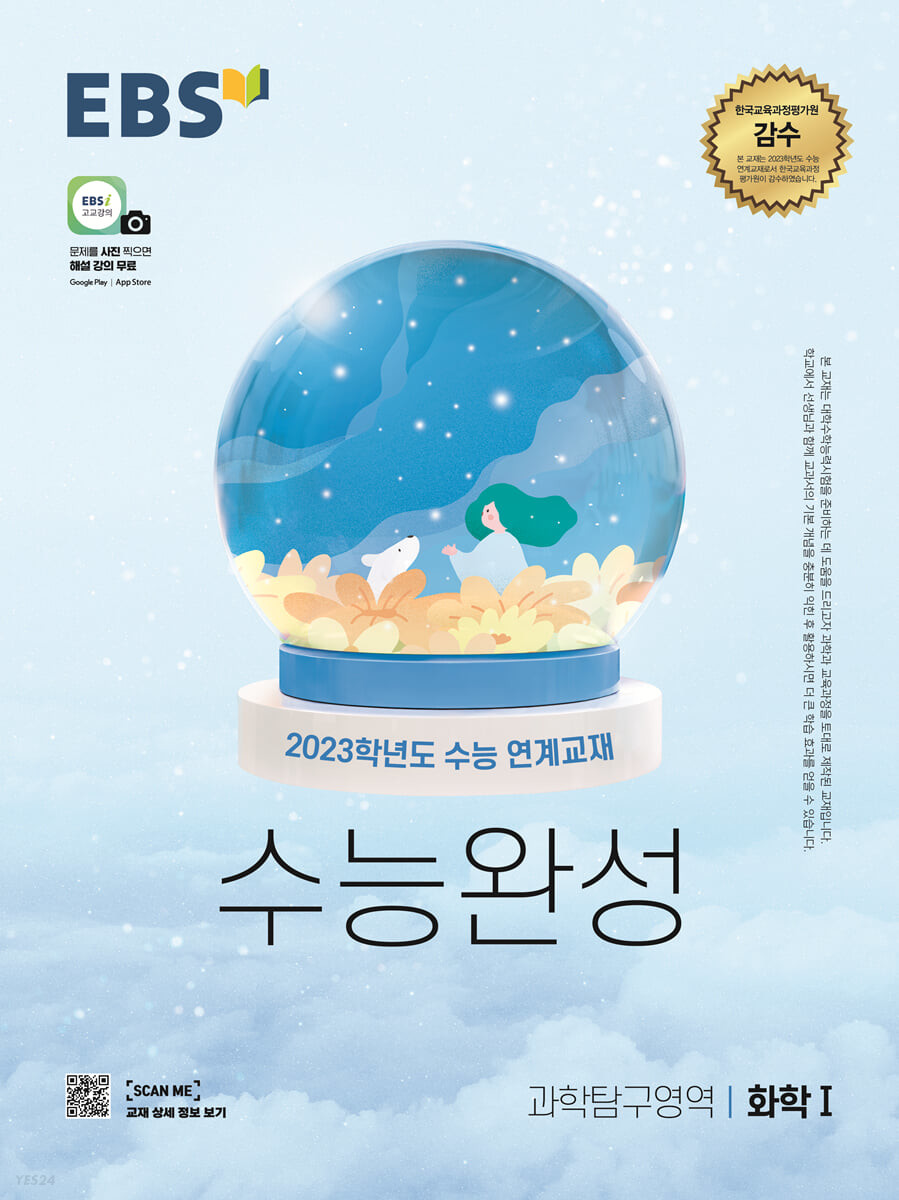 EBS
한국교육과정평가원
감수
본 교재는 2023학년도 수능
연계교재로서 한국교육과정
평가원이 감수하였습니다.
EBSi
고교강의
문제를 사진 찍으면
해설 강의 무료
Google Play | App Store
본 교재는 대학수학능력시험을 준비하는 데 도움을 드리고자 과학과 교육과정을 토대로 제작된 교재입니다.
학교에서 선생님과 함께 교과서의 기본 개념을 충분히 익힌 후 활용하시면 더 큰 학습 효과를 얻을 수 있습니다.
2023학년도 수능 연계교재
수능완성
SCAN ME
교재 상세 정보 보기
과학탐구영역 | 화학 I
YES24